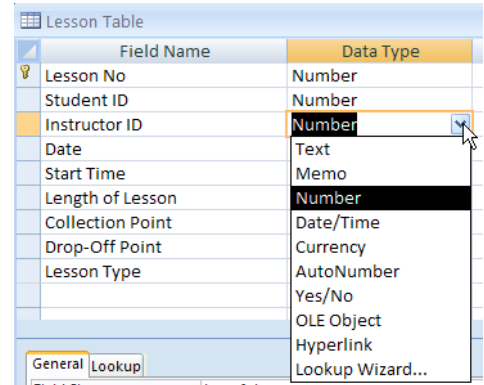 Lesson Table
Field Name Data Type
Lesson No Number
Student ID Number
Instructor ID Number
Date Text
Start Time Memo
Length of Lesson Number
Collection Point Date/Time
Drop-Off Point Currency
Lesson Type AutoNumber
Yes/No
OLE Object
Hyperlink
General Lookup Lookup Wizard...